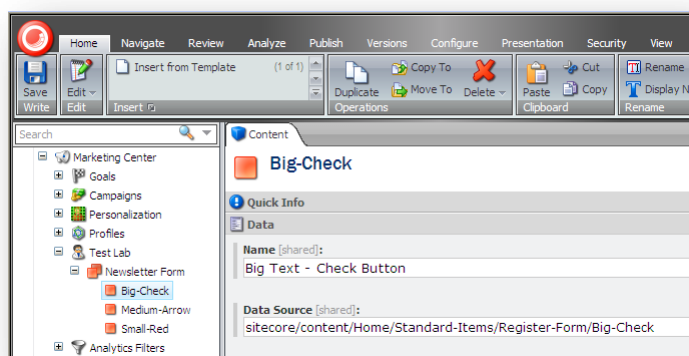 Home Navigate Review Analyze Publish Versions Configure Presentation Security View
Insert from Template (1 of 1) Copy To Cut Rename
Save Edit Duplicate Move To Delete Paste Copy Display N
Write Edit Insert Operations Clipboard Rename
Search
Content
Marketing Center
Goals
Campaigns
Personalization
Profiles
Test Lab
Newsletter Form
Big-Check
Medium-Arrow
Small-Red
Analytics Filters
Big-Check
Quick Info
Data
Name [shared]:
Big Text - Check Button
Data Source [shared]:
sitecore/content/Home/Standard-Items/Register-Form/Big-Check